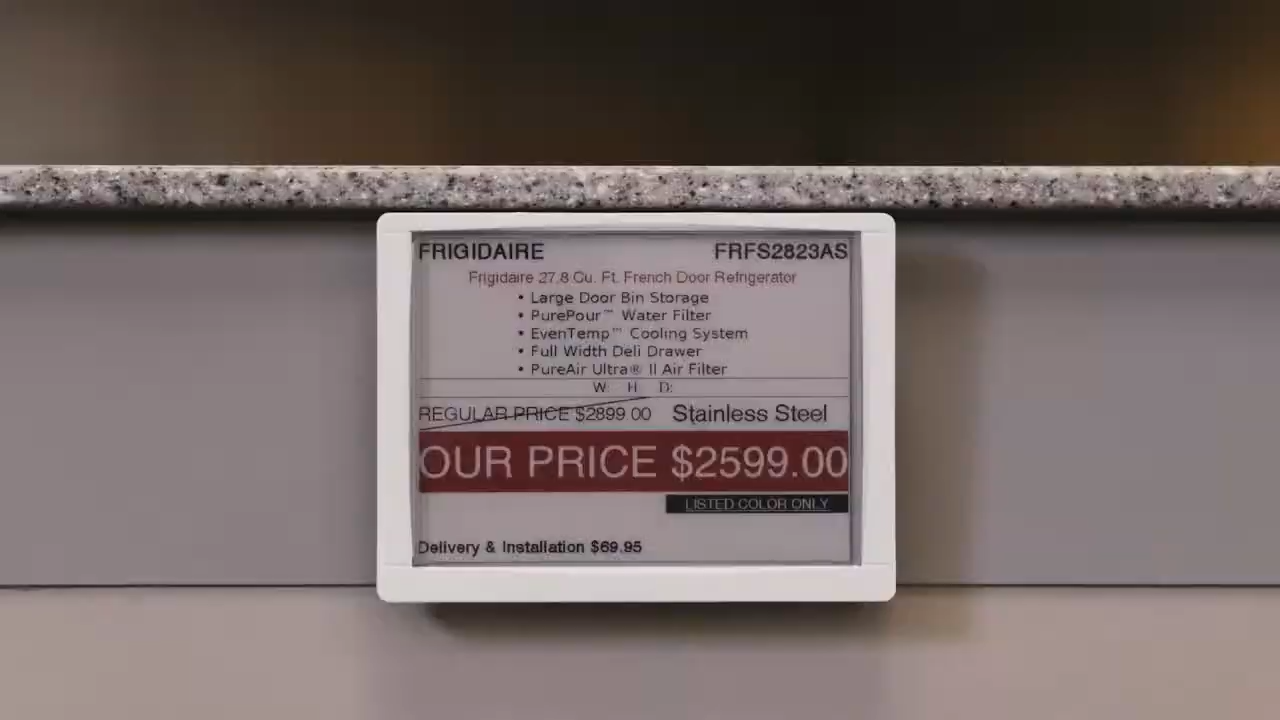 FRIGIDAIRE FRFS2823AS
Frigidaire 27.8 Cu. Ft. French Door Refrigerator
• Large Door Bin Storage
• PurePour™ Water Filter
• EvenTemp™ Cooling System
• Full Width Deli Drawer
• PureAir Ultra® II Air Filter
W: H: D:
REGULAR PRICE $2899.00 Stainless Steel
OUR PRICE $2599.00
LISTED COLOR ONLY
Delivery & Installation $69.95